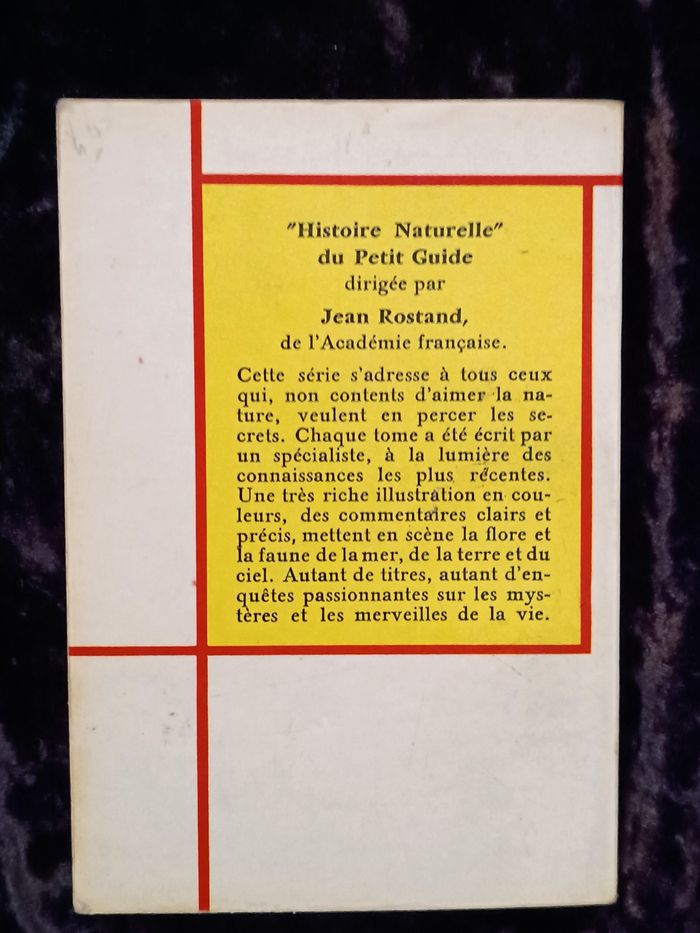 "Histoire Naturelle"
du Petit Guide
dirigée par
Jean Rostand,
de l'Académie française.
Cette série s'adresse à tous ceux
qui, non contents d'aimer la na-
ture, veulent en percer les se-
crets. Chaque tome a été écrit par
un spécialiste, à la lumière des
connaissances les plus récentes.
Une très riche illustration en cou-
leurs, des commentaires clairs et
précis, mettent en scène la flore et
la faune de la mer, de la terre et du
ciel. Autant de titres, autant d'en-
quêtes passionnantes sur les mys-
tères et les merveilles de la vie.